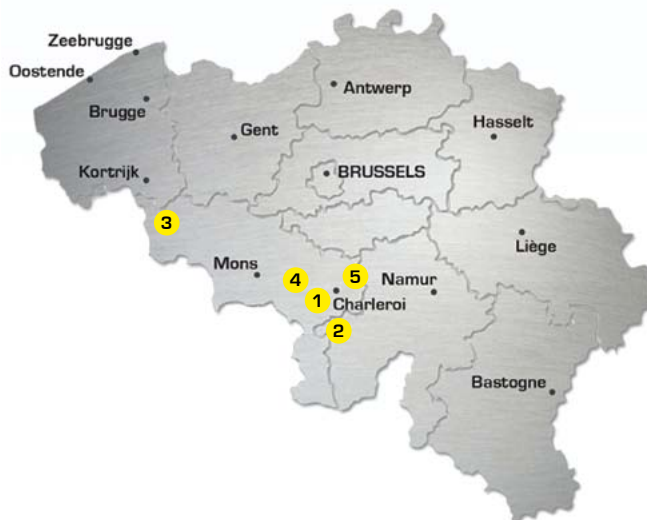 Zeebrugge
Oostende
Antwerp
Brugge
Hasselt
Gent
BRUSSELS
Kortrijk
3
Liège
Mons
5
4
Namur
1
Charleroi
2
Bastogne